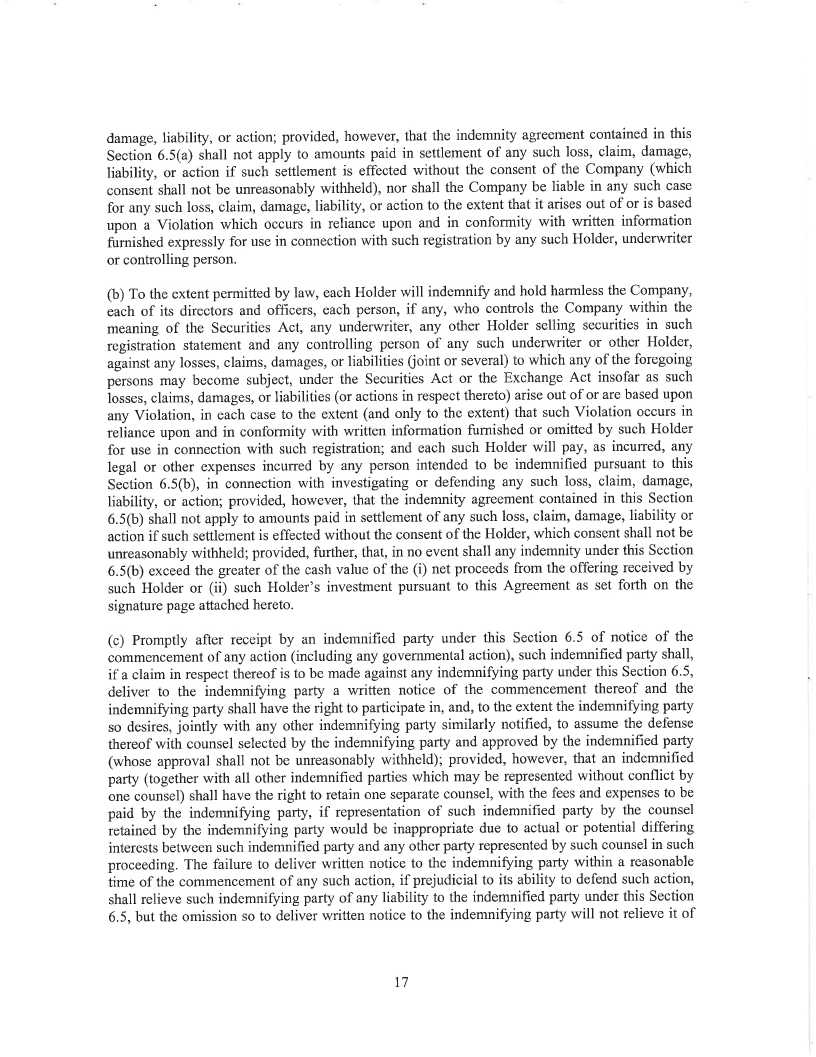 damage, liability, or action; provided, however, that the indemnity agreement contained in this
Section 6.5(a) shall not apply to amounts paid in settlement of any such loss, claim, damage,
liability, or action if such settlement is effected without the consent of the Company (which
consent shall not be unreasonably withheld), nor shall the Company be liable in any such case
for any such loss, claim, damage, liability, or action to the extent that it arises out of or is based
upon a Violation which occurs in reliance upon and in conformity with written information
furnished expressly for use in connection with such registration by any such Holder, underwriter
or controlling person.
(b) To the extent permitted by law, each Holder will indemnify and hold harmless the Company,
each of its directors and officers, each person, if any, who controls the Company within the
meaning of the Securities Act, any underwriter, any other Holder selling securities in such
registration statement and any controlling person of any such underwriter or other Holder,
against any losses, claims, damages, or liabilities (joint or several) to which any of the foregoing
persons may become subject, under the Securities Act or the Exchange Act insofar as such
losses, claims, damages, or liabilities (or actions in respect thereto) arise out of or are based upon
any Violation, in each case to the extent (and only to the extent) that such Violation occurs in
reliance upon and in conformity with written information furnished or omitted by such Holder
for use in connection with such registration; and each such Holder will pay, as incurred, any
legal or other expenses incurred by any person intended to be indemnified pursuant to this
Section 6.5(b), in connection with investigating or defending any such loss, claim, damage,
liability, or action; provided, however, that the indemnity agreement contained in this Section
6.5(b) shall not apply to amounts paid in settlement of any such loss, claim, damage, liability or
action if such settlement is effected without the consent of the Holder, which consent shall not be
unreasonably withheld; provided, further, that, in no event shall any indemnity under this Section
6.5(b) exceed the greater of the cash value of the (i) net proceeds from the offering received by
such Holder or (ii) such Holder's investment pursuant to this Agreement as set forth on the
signature page attached hereto.
(c) Promptly after receipt by an indemnified party under this Section 6.5 of notice of the
commencement of any action (including any governmental action), such indemnified party shall,
if a claim in respect thereof is to be made against any indemnifying party under this Section 6.5,
deliver to the indemnifying party a written notice of the commencement thereof and the
indemnifying party shall have the right to participate in, and, to the extent the indemnifying party
so desires, jointly with any other indemnifying party similarly notified, to assume the defense
thereof with counsel selected by the indemnifying party and approved by the indemnified party
(whose approval shall not be unreasonably withheld); provided, however, that an indemnified
party (together with all other indemnified parties which may be represented without conflict by
one counsel) shall have the right to retain one separate counsel, with the fees and expenses to be
paid by the indemnifying party, if representation of such indemnified party by the counsel
retained by the indemnifying party would be inappropriate due to actual or potential differing
interests between such indemnified party and any other party represented by such counsel in such
proceeding. The failure to deliver written notice to the indemnifying party within a reasonable
time of the commencement of any such action, if prejudicial to its ability to defend such action,
shall relieve such indemnifying party of any liability to the indemnified party under this Section
6.5, but the omission so to deliver written notice to the indemnifying party will not relieve it of
17